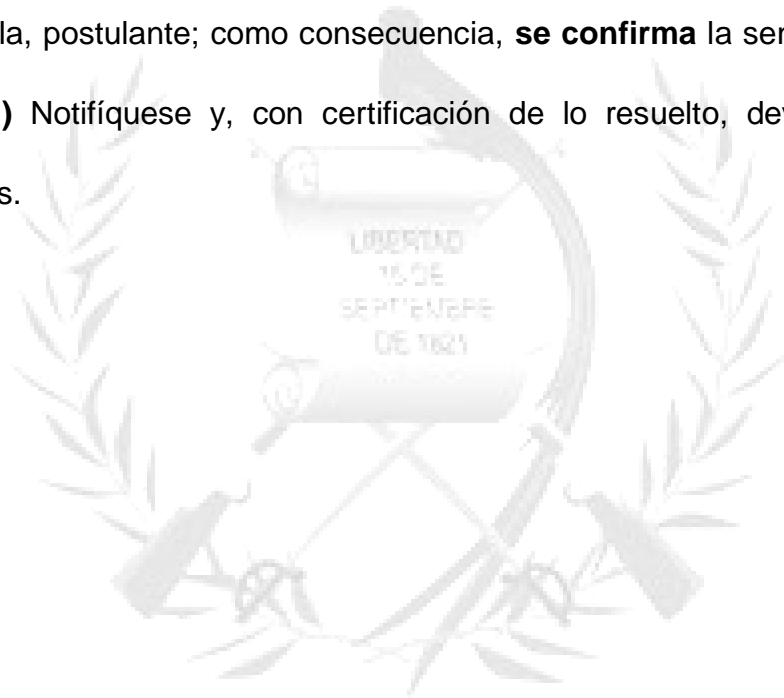 la, postulante; como consecuencia, se confirma la sen
) Notifíquese y, con certificación de lo resuelto, dev
s.
LIBERTAD
15 DE
SEPTIEMBRE
DE 1821